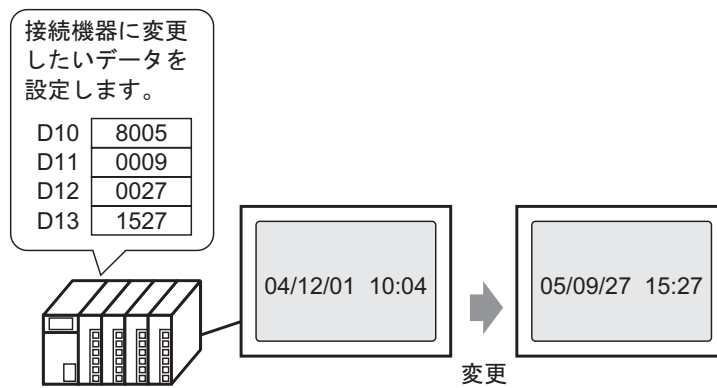 接続機器に変更
したいデータを
設定します。
D10 8005
D11 0009
D12 0027
D13 1527
04/12/01 10:04
05/09/27 15:27
変更